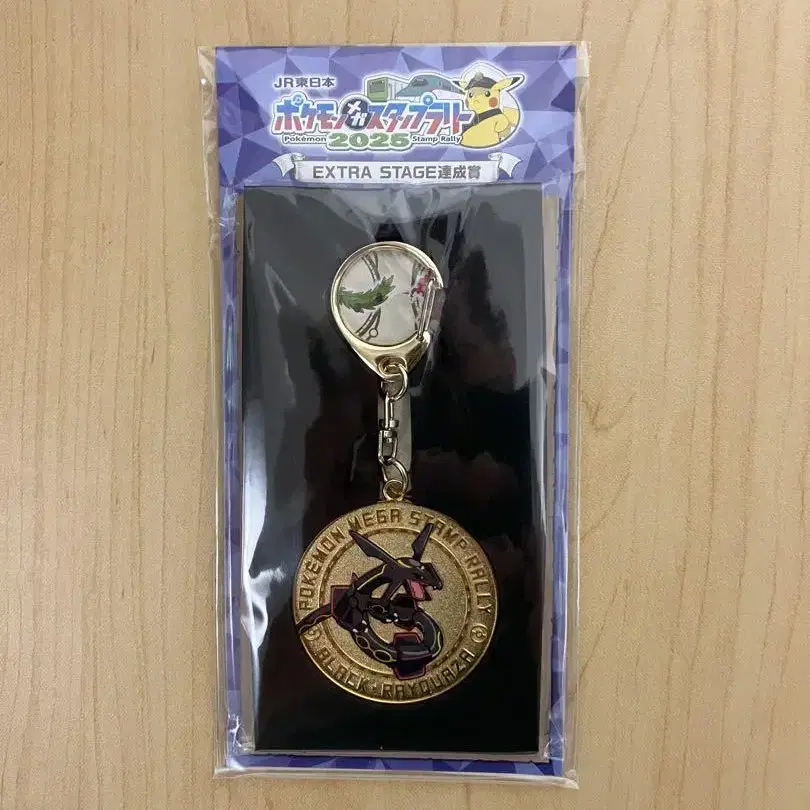 JR東日本
ポケモンメガスタンプラリー
Pokémon 2025 Stamp Rally
EXTRA STAGE達成賞
POKÉMON MEGA STAMP RALLY
BLACK・RAYQUAZA